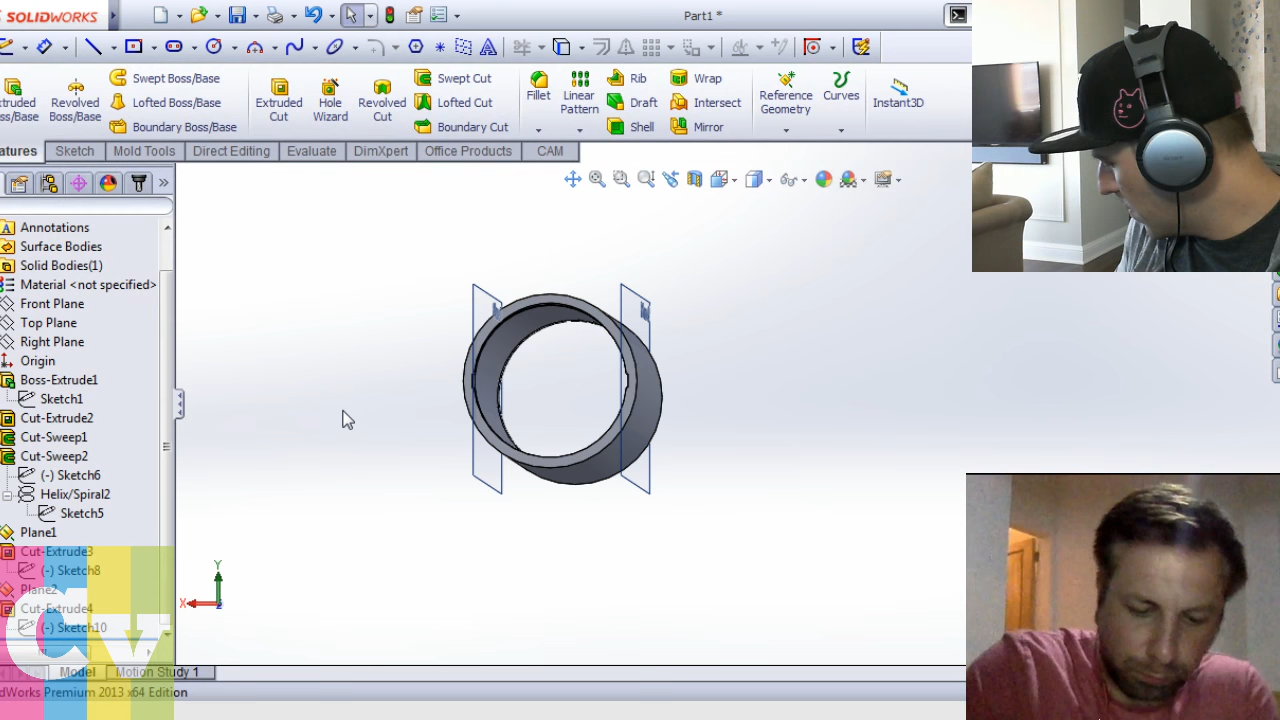 SOLIDWORKS
Part1 *
Swept Boss/Base
Lofted Boss/Base
Boundary Boss/Base
truded
ss/Base
Revolved
Boss/Base
Extruded
Cut
Hole
Wizard
Revolved
Cut
Swept Cut
Lofted Cut
Boundary Cut
Fillet
Linear
Pattern
Rib
Draft
Shell
Wrap
Intersect
Mirror
Reference
Geometry
Curves
Instant3D
atures
Sketch
Mold Tools
Direct Editing
Evaluate
DimXpert
Office Products
CAM
Annotations
Surface Bodies
Solid Bodies(1)
Material <not specified>
Front Plane
Top Plane
Right Plane
Origin
Boss-Extrude1
Sketch1
Cut-Extrude2
Cut-Sweep1
Cut-Sweep2
(-) Sketch6
Helix/Spiral2
Sketch5
Plane1
Cut-Extrude3
(-) Sketch8
Plane2
Cut-Extrude4
(-) Sketch10
Y
X
Model
Motion Study 1
idWorks Premium 2013 x64 Edition
SONY